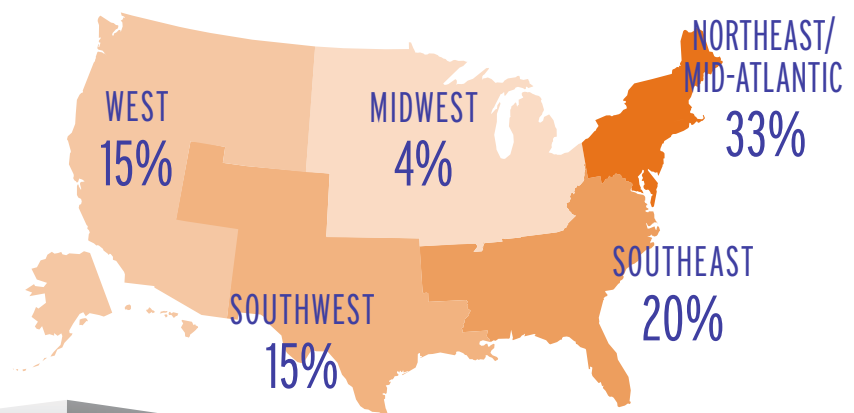 NORTHEAST/
MID-ATLANTIC
33%
WEST
15%
MIDWEST
4%
SOUTHEAST
20%
SOUTHWEST
15%